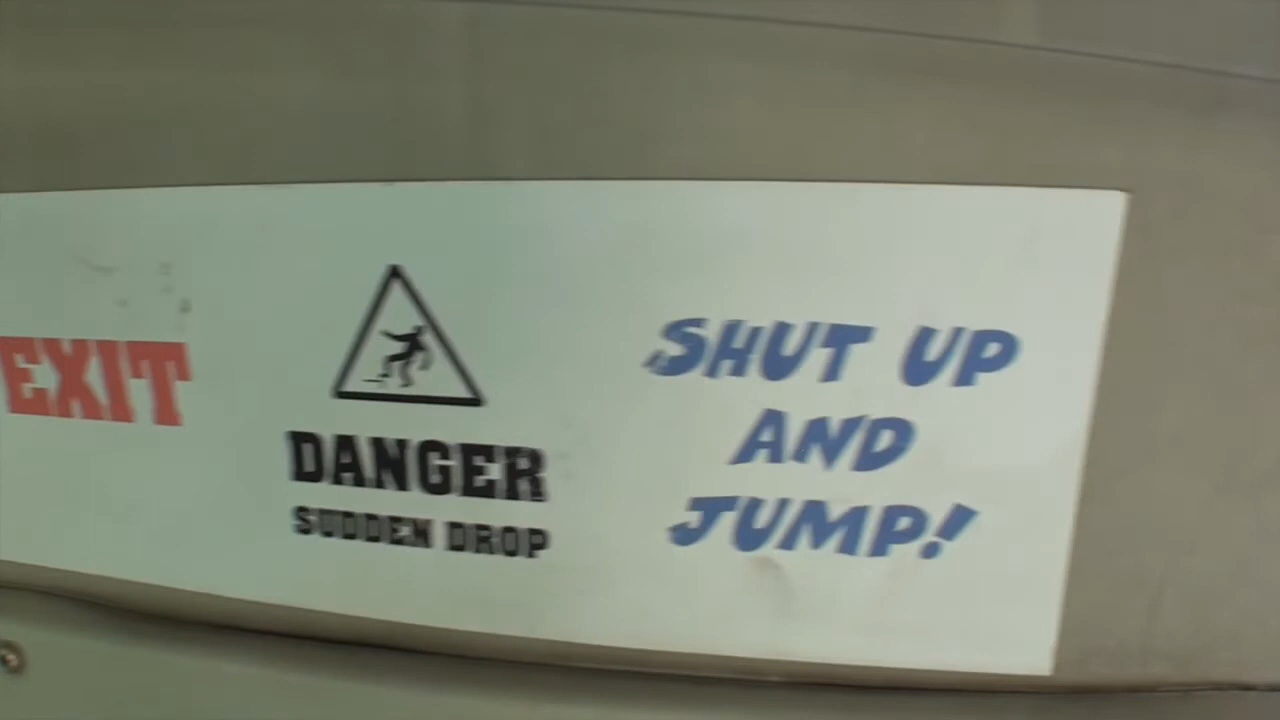 EXIT
DANGER
SUDDEN DROP
SHUT UP
AND
JUMP!